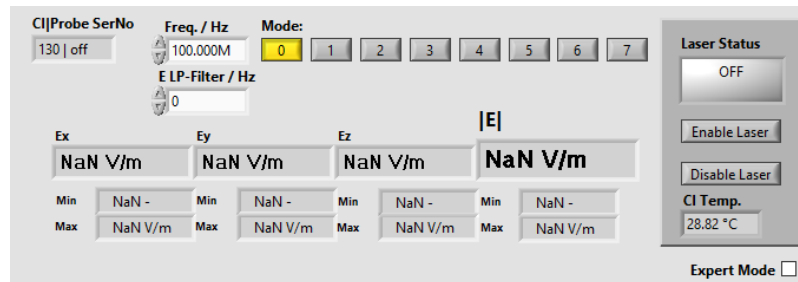 CI|Probe SerNo Freq. / Hz Mode:
130 | off 100.000M 0 1 2 3 4 5 6 7 Laser Status
OFF
E LP-Filter / Hz
0
|E|
Ex Ey Ez Enable Laser
NaN V/m NaN V/m NaN V/m NaN V/m
Disable Laser
Min NaN - Min NaN - Min NaN - Min NaN - CI Temp.
Max NaN V/m Max NaN V/m Max NaN V/m Max NaN V/m 28.82 °C
Expert Mode